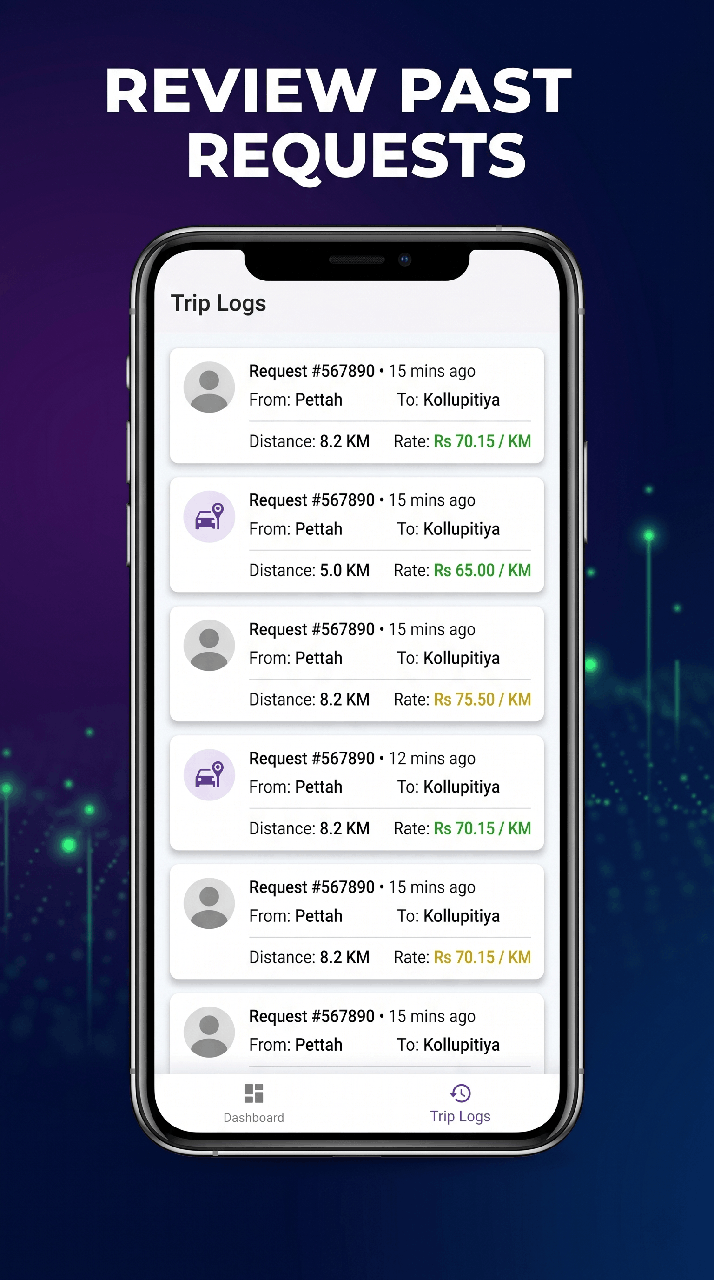 REVIEW PAST
REQUESTS
Trip Logs
Request #567890 • 15 mins ago
From: Pettah To: Kollupitiya
Distance: 8.2 KM Rate: Rs 70.15 / KM
Request #567890 • 15 mins ago
From: Pettah To: Kollupitiya
Distance: 5.0 KM Rate: Rs 65.00 / KM
Request #567890 • 15 mins ago
From: Pettah To: Kollupitiya
Distance: 8.2 KM Rate: Rs 75.50 / KM
Request #567890 • 12 mins ago
From: Pettah To: Kollupitiya
Distance: 8.2 KM Rate: Rs 70.15 / KM
Request #567890 • 15 mins ago
From: Pettah To: Kollupitiya
Distance: 8.2 KM Rate: Rs 70.15 / KM
Request #567890 • 15 mins ago
From: Pettah To: Kollupitiya
Dashboard Trip Logs